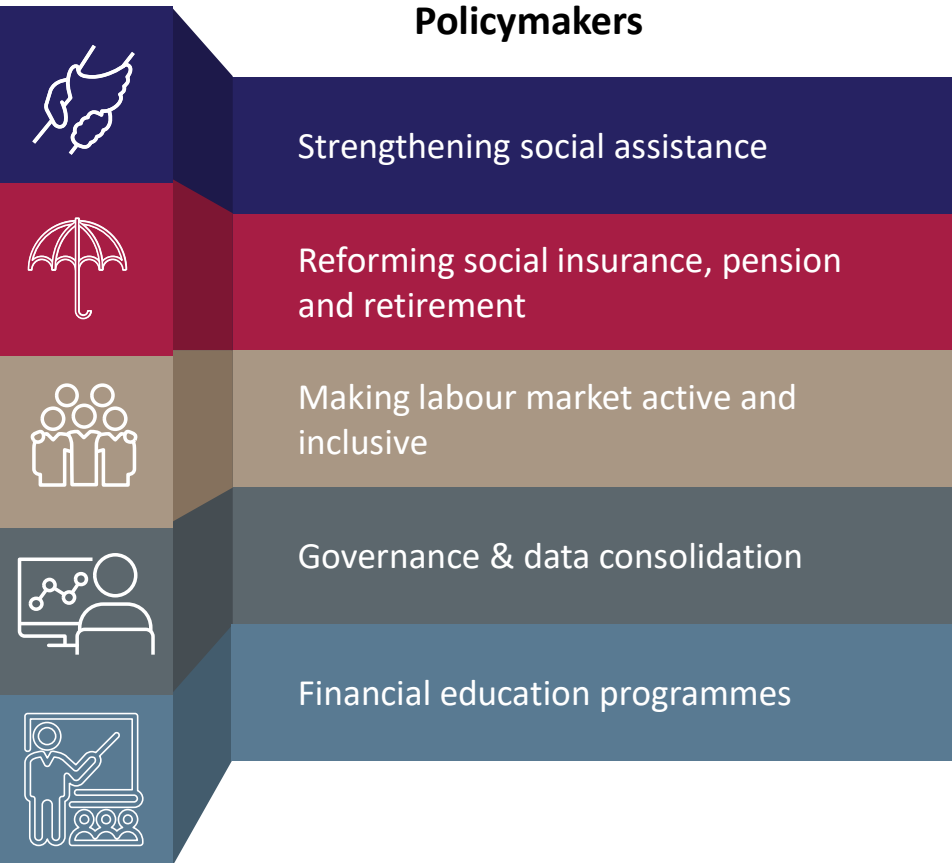 Policymakers
Strengthening social assistance
Reforming social insurance, pension
and retirement
Making labour market active and
inclusive
Governance & data consolidation
Financial education programmes